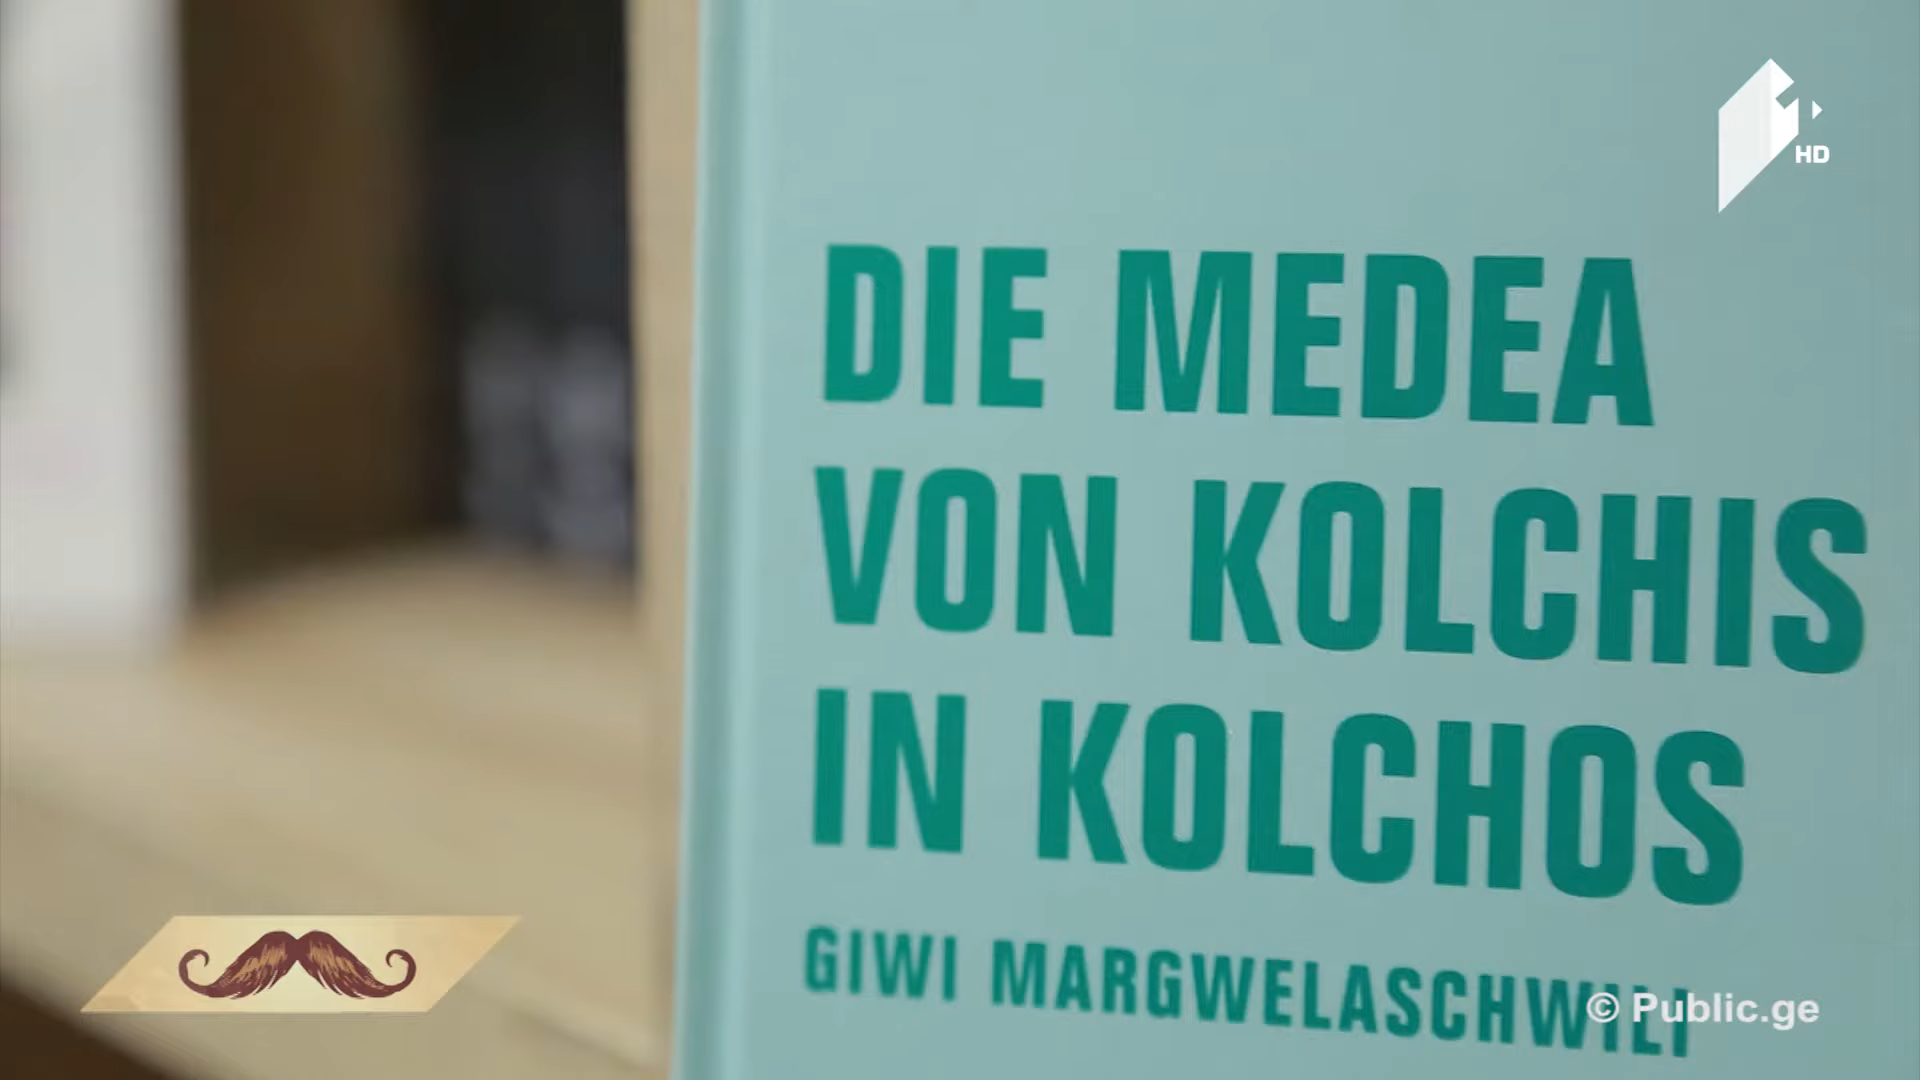 HD
DIE MEDEA
VON KOLCHIS
IN KOLCHOS
GIWI MARGWELASCHWILI
© Public.ge